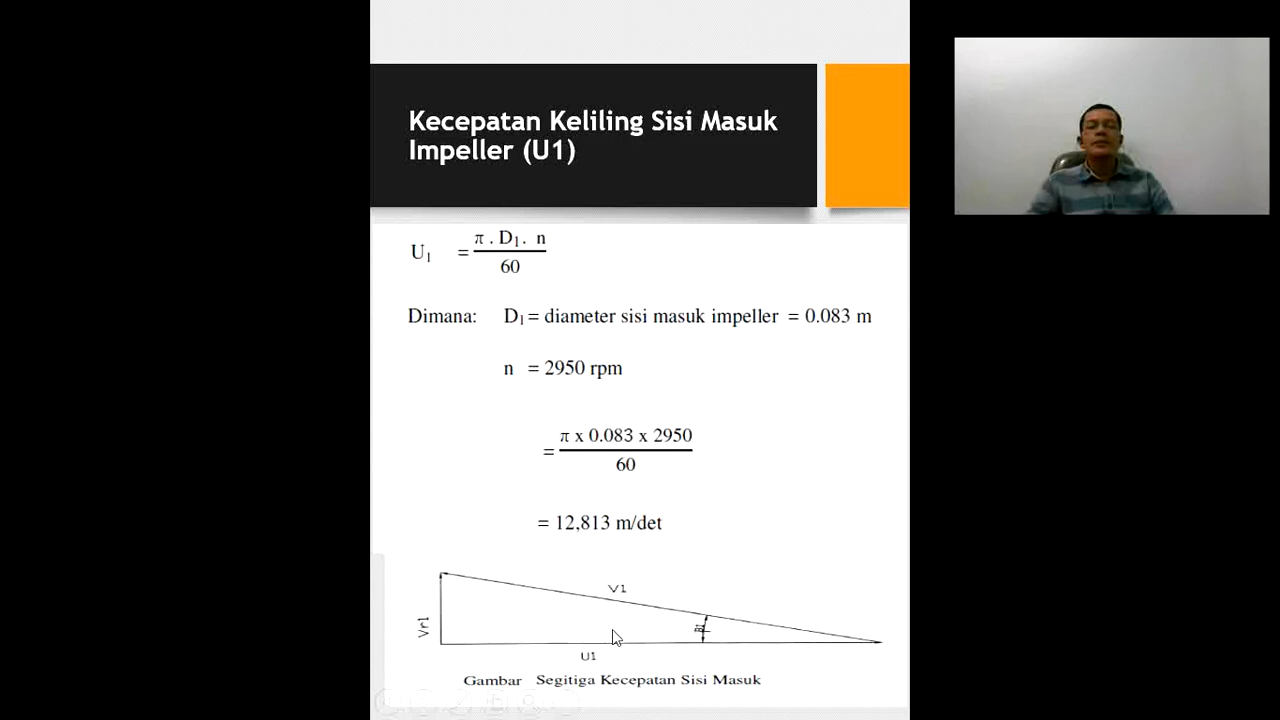 Kecepatan Keliling Sisi Masuk
Impeller (U1)
U₁ = π . D₁ . n
60
Dimana: D₁ = diameter sisi masuk impeller = 0.083 m
n = 2950 rpm
= π x 0.083 x 2950
60
= 12,813 m/det
V1
Vr1
B1
U1
Gambar Segitiga Kecepatan Sisi Masuk